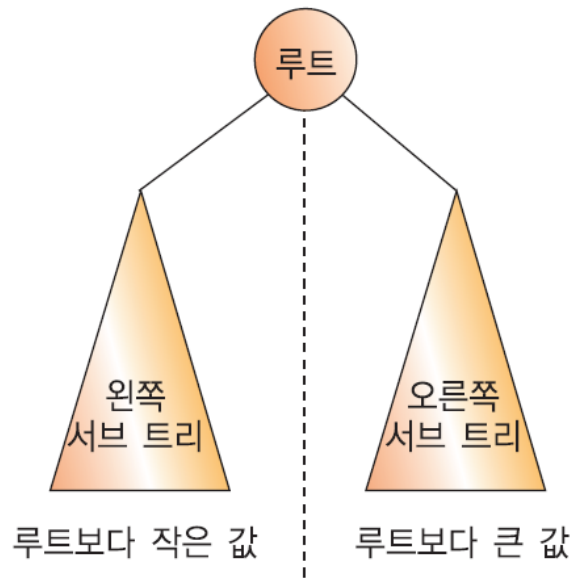 루트
왼쪽
서브 트리
오른쪽
서브 트리
루트보다 작은 값
루트보다 큰 값